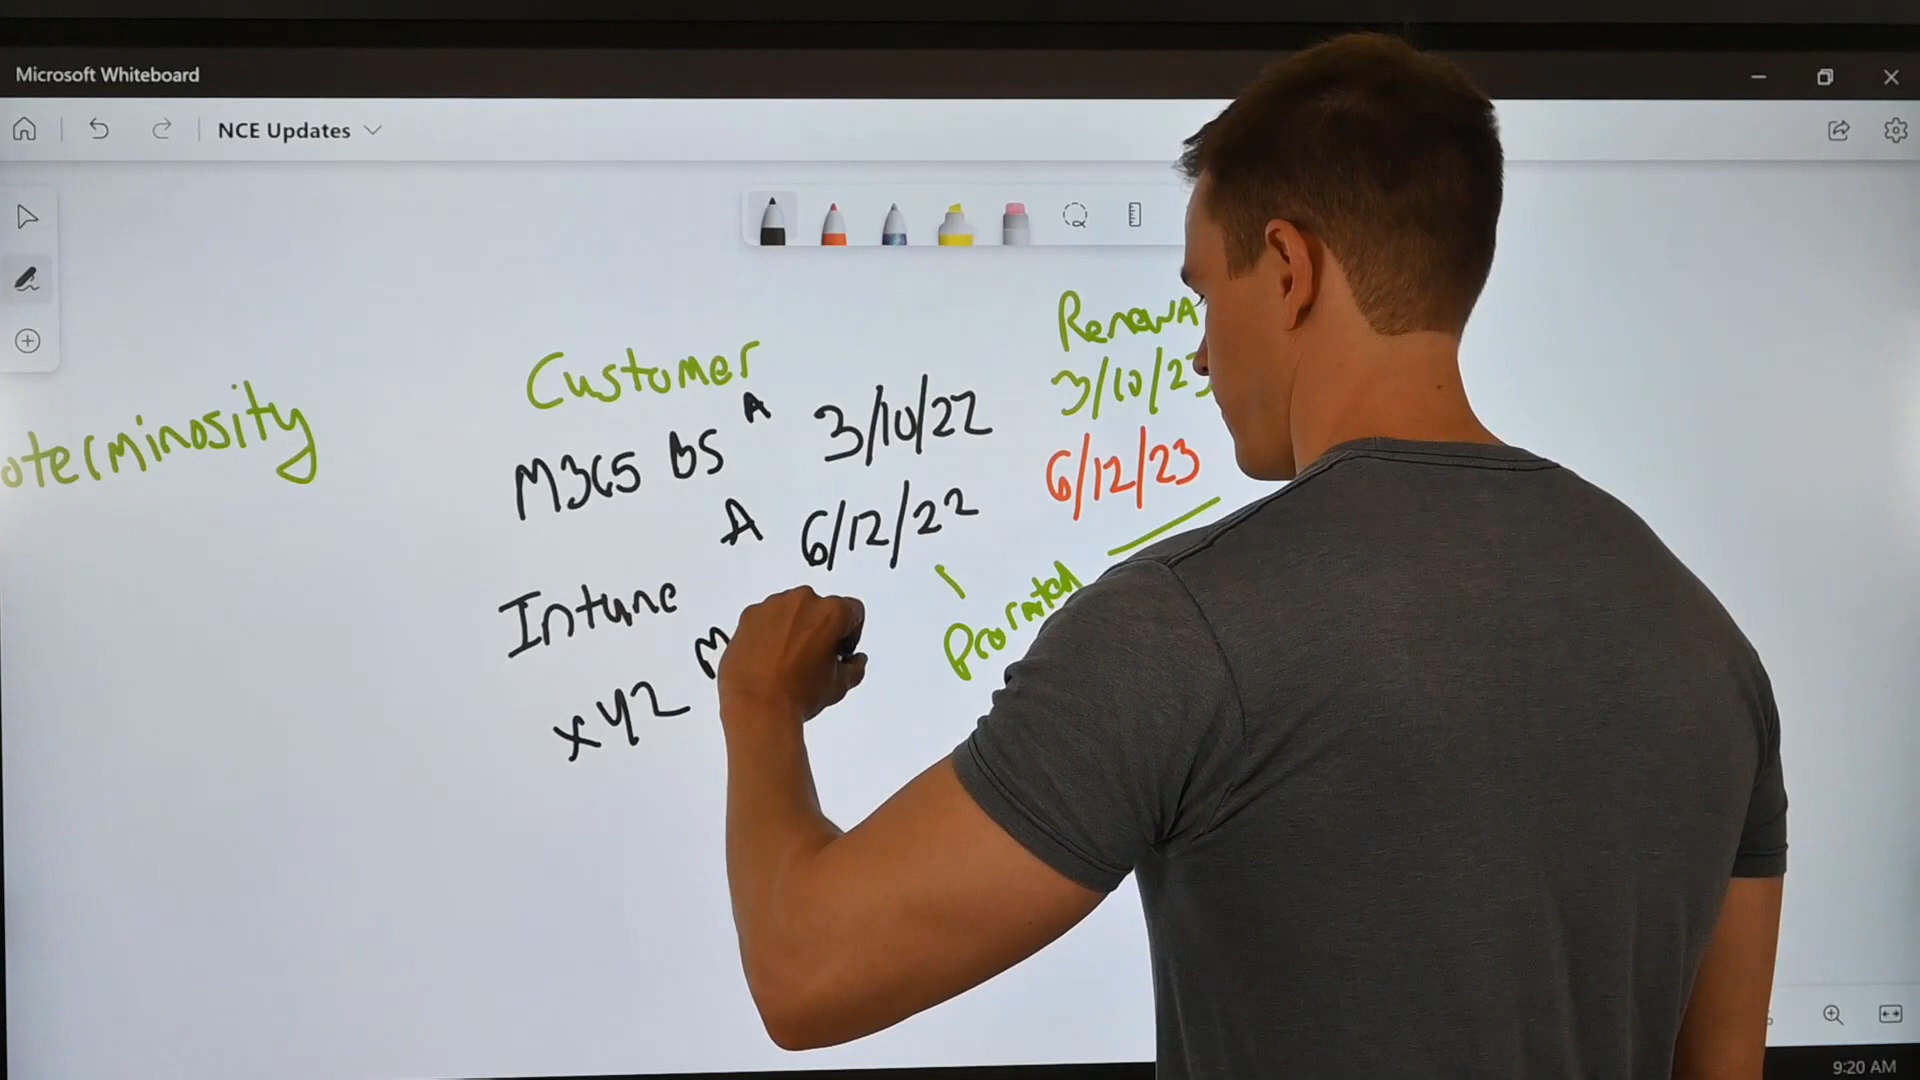 Microsoft Whiteboard
NCE Updates
Customer
Renewa
3/10/23
oterminosity
M365 BS A 3/10/22
6/12/23
A 6/12/22
Intune
Prorated
M
xyz
9:20 AM